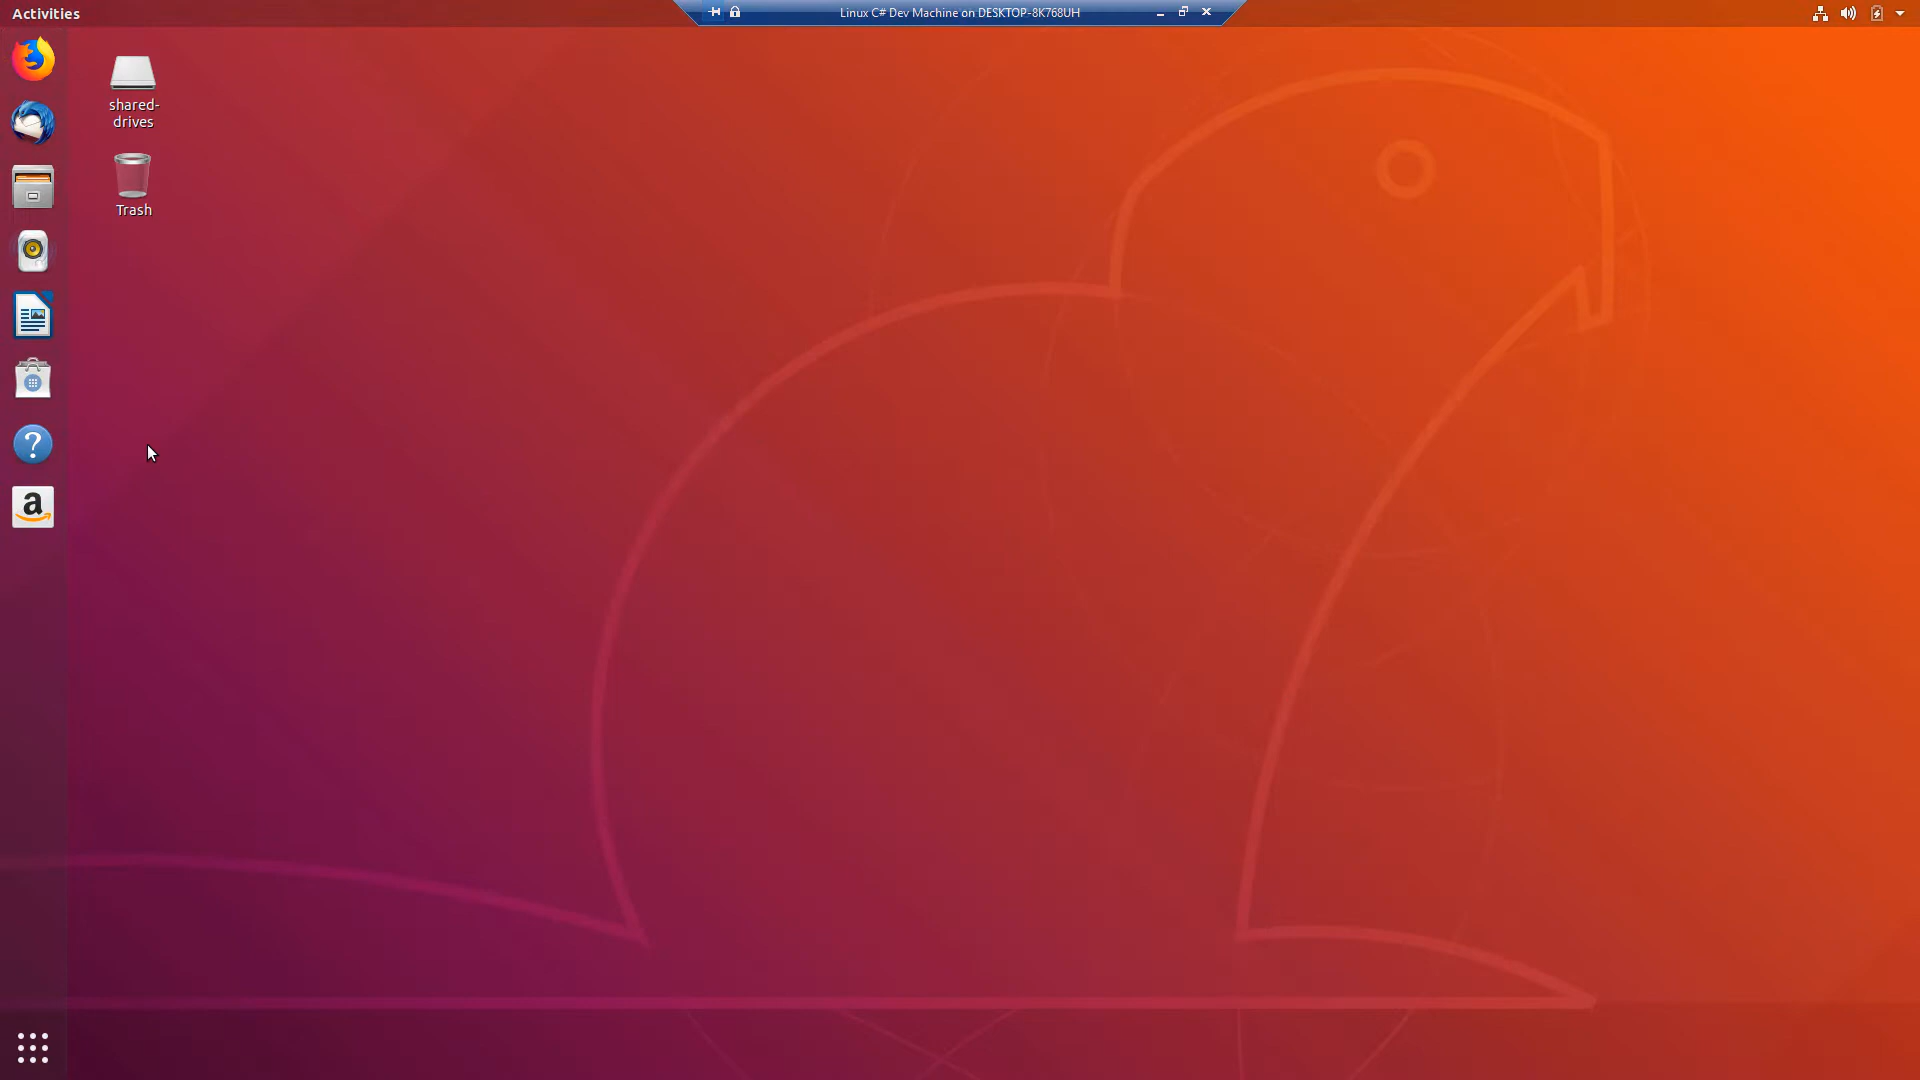 Activities
Linux C# Dev Machine on DESKTOP-8K768UH
shared-
drives
Trash
?
a